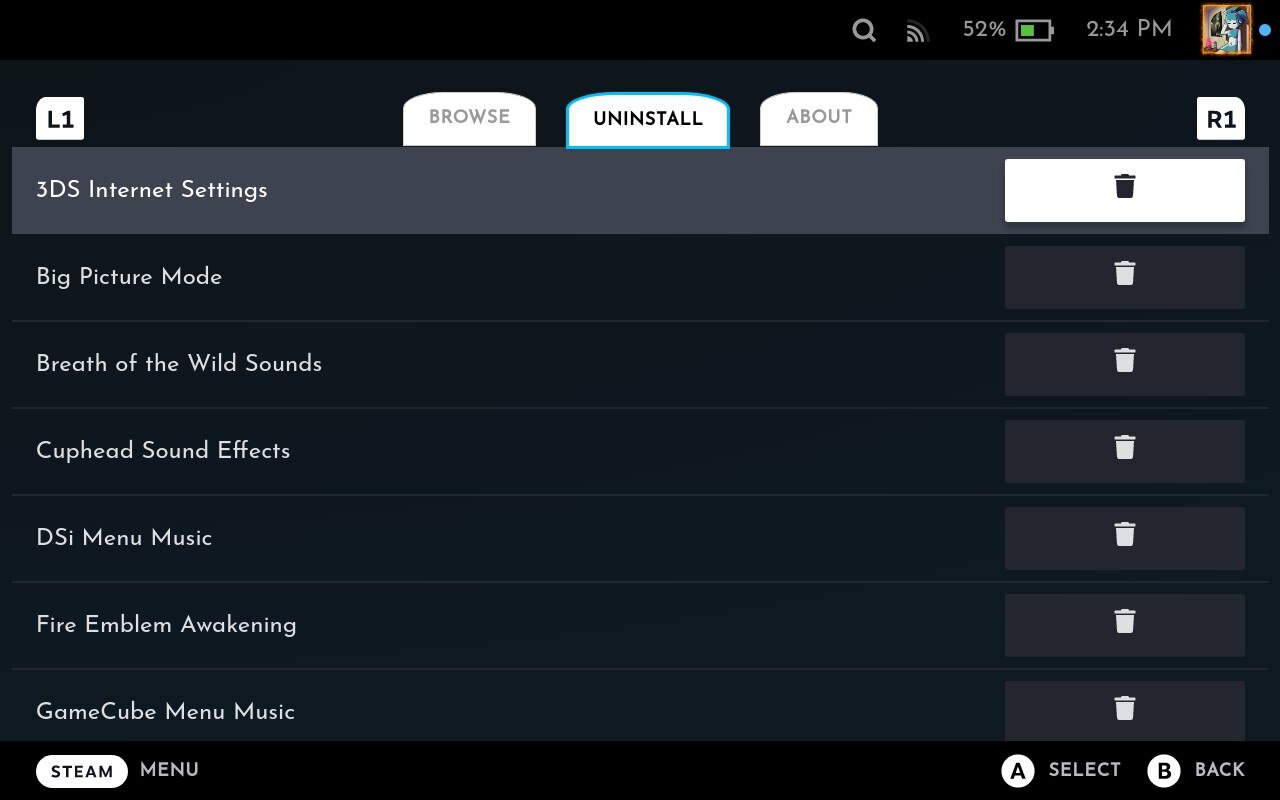 52% 2:34 PM
L1 BROWSE UNINSTALL ABOUT R1
3DS Internet Settings
Big Picture Mode
Breath of the Wild Sounds
Cuphead Sound Effects
DSi Menu Music
Fire Emblem Awakening
GameCube Menu Music
STEAM MENU A SELECT B BACK